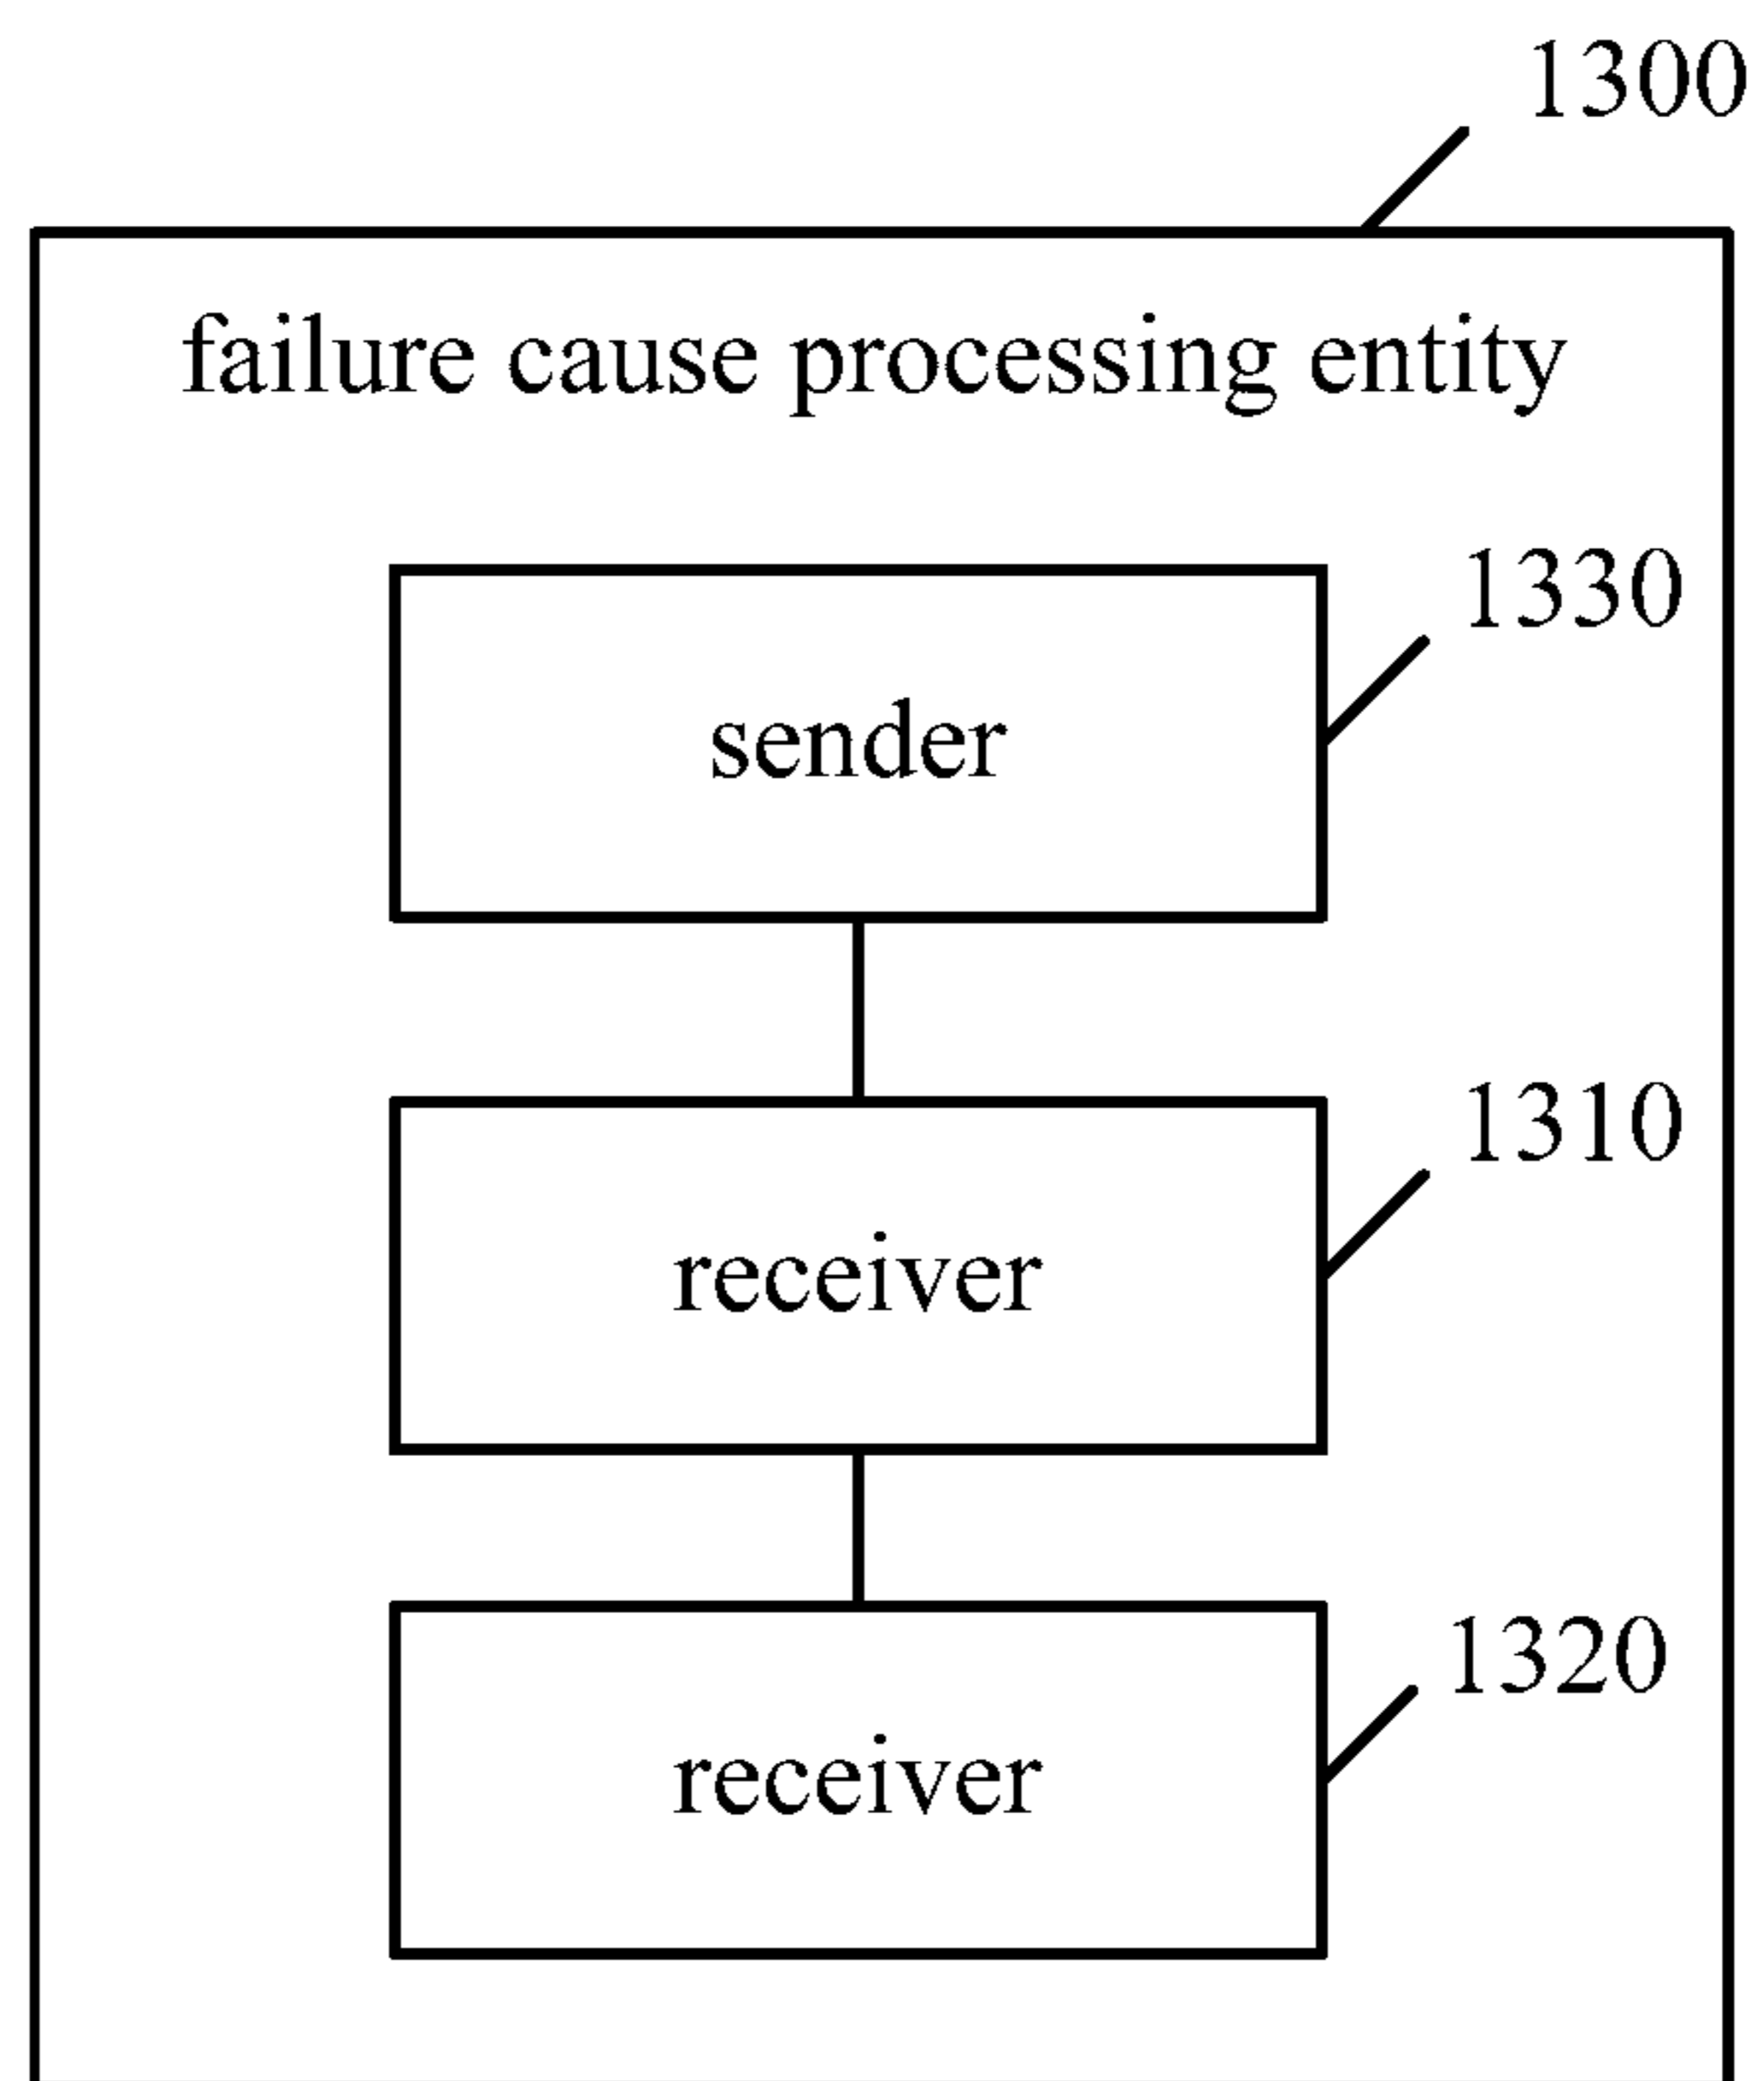 1300
failure cause processing entity
1330
sender
1310
receiver
1320
receiver